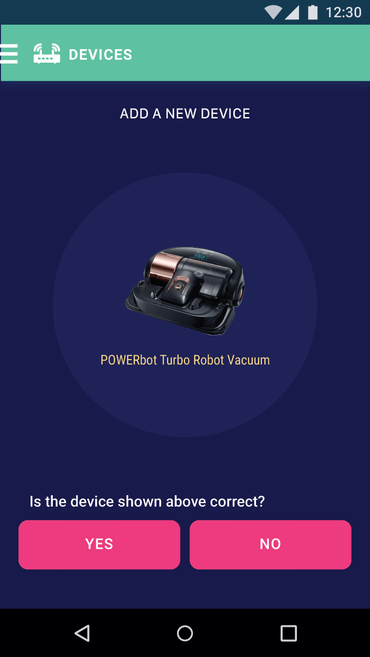 12:30
DEVICES
ADD A NEW DEVICE
POWERbot Turbo Robot Vacuum
Is the device shown above correct?
YES
NO